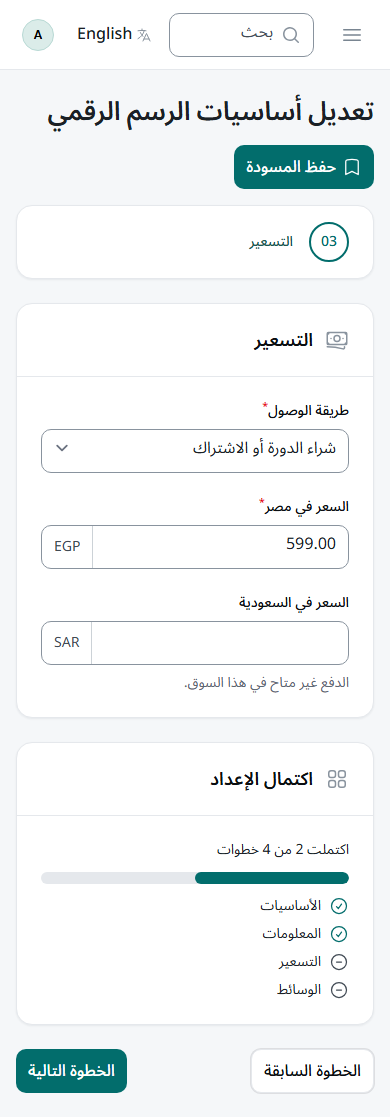 بحث
English
A
تعديل أساسيات الرسم الرقمي
حفظ المسودة
03
التسعير
التسعير
طريقة الوصول*
شراء الدورة أو الاشتراك
السعر في مصر*
599.00
EGP
السعر في السعودية
SAR
الدفع غير متاح في هذا السوق.
اكتمال الإعداد
اكتملت 2 من 4 خطوات
الأساسيات
المعلومات
التسعير
الوسائط
الخطوة السابقة
الخطوة التالية